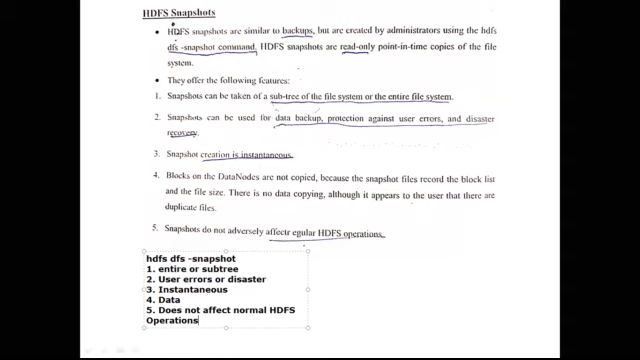 HDFS Snapshots
HDFS snapshots are similar to backups, but are created by administrators using the hdfs
dfs -snapshot command. HDFS snapshots are read-only point-in-time copies of the file
system.
They offer the following features:
1. Snapshots can be taken of a sub-tree of the file system or the entire file system.
2. Snapshots can be used for data backup, protection against user errors, and disaster
recovery.
3. Snapshot creation is instantaneous.
4. Blocks on the DataNodes are not copied, because the snapshot files record the block list
and the file size. There is no data copying, although it appears to the user that there are
duplicate files.
5. Snapshots do not adversely affectr egular HDFS operations.
hdfs dfs -snapshot
1. entire or subtree
2. User errors or disaster
3. Instantaneous
4. Data
5. Does not affect normal HDFS
Operations